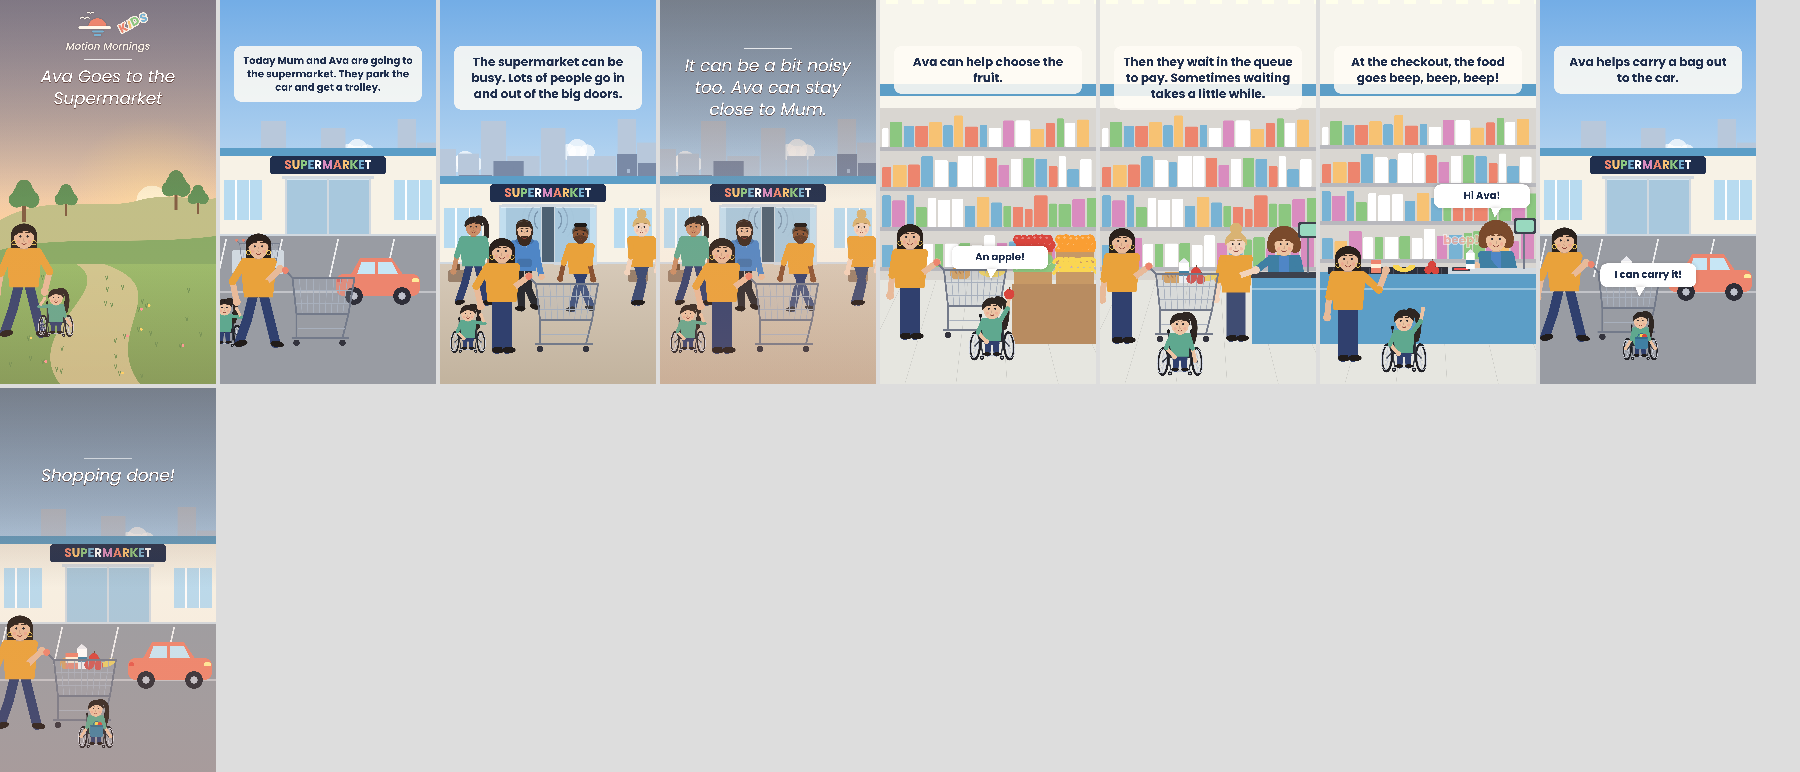 KIDS
Motion Mornings
Ava Goes to the
Supermarket
Today Mum and Ava are going to
the supermarket. They park the
car and get a trolley.
SUPERMARKET
The supermarket can be
busy. Lots of people go in
and out of the big doors.
SUPERMARKET
It can be a bit noisy
too. Ava can stay
close to Mum.
SUPERMARKET
Ava can help choose the
fruit.
An apple!
Then they wait in the queue
to pay. Sometimes waiting
takes a little while.
At the checkout, the food
goes beep, beep, beep!
Hi Ava!
beep
Ava helps carry a bag out
to the car.
SUPERMARKET
I can carry it!
Shopping done!
SUPERMARKET